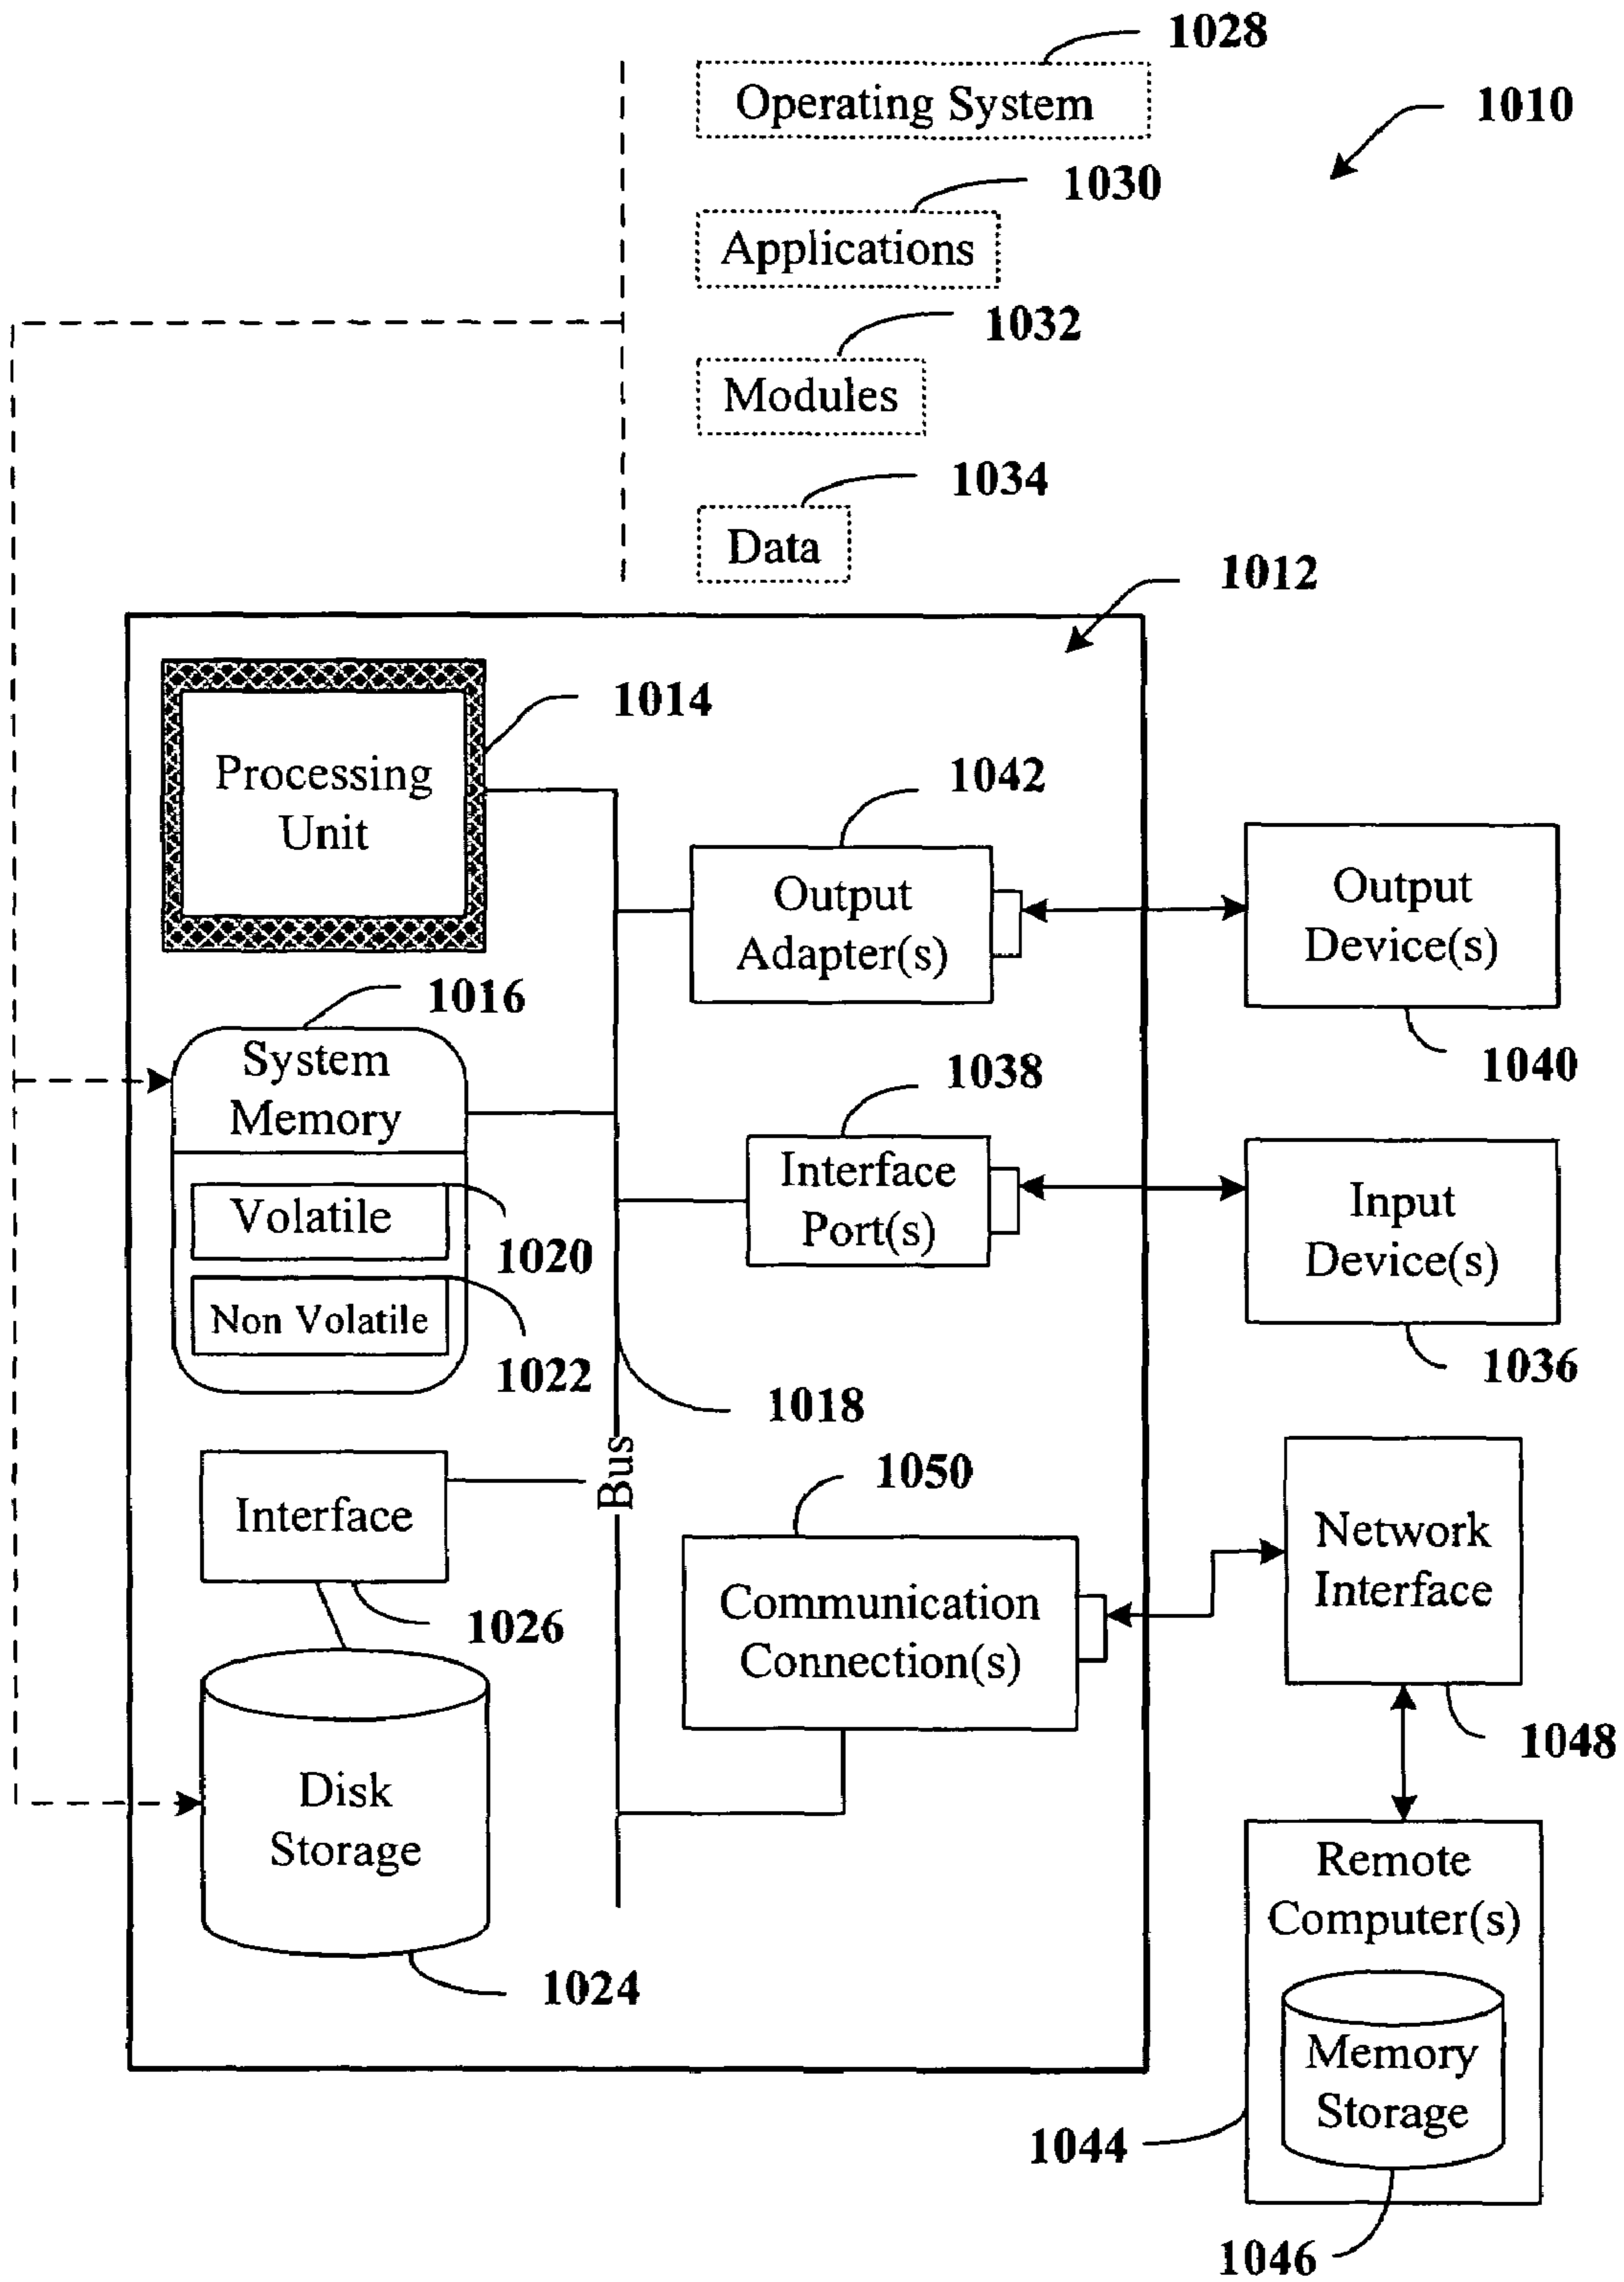 1028
Operating System
1010
1030
Applications
1032
Modules
1034
Data
1012
1014
Processing
Unit
1042
Output
Adapter(s)
Output
Device(s)
1040
1016
System
Memory
1038
Interface
Port(s)
Input
Device(s)
1036
Volatile
1020
Non Volatile
1022
1018
Bus
Interface
1026
1050
Communication
Connection(s)
Network
Interface
1048
Disk
Storage
1024
Remote
Computer(s)
Memory
Storage
1044
1046